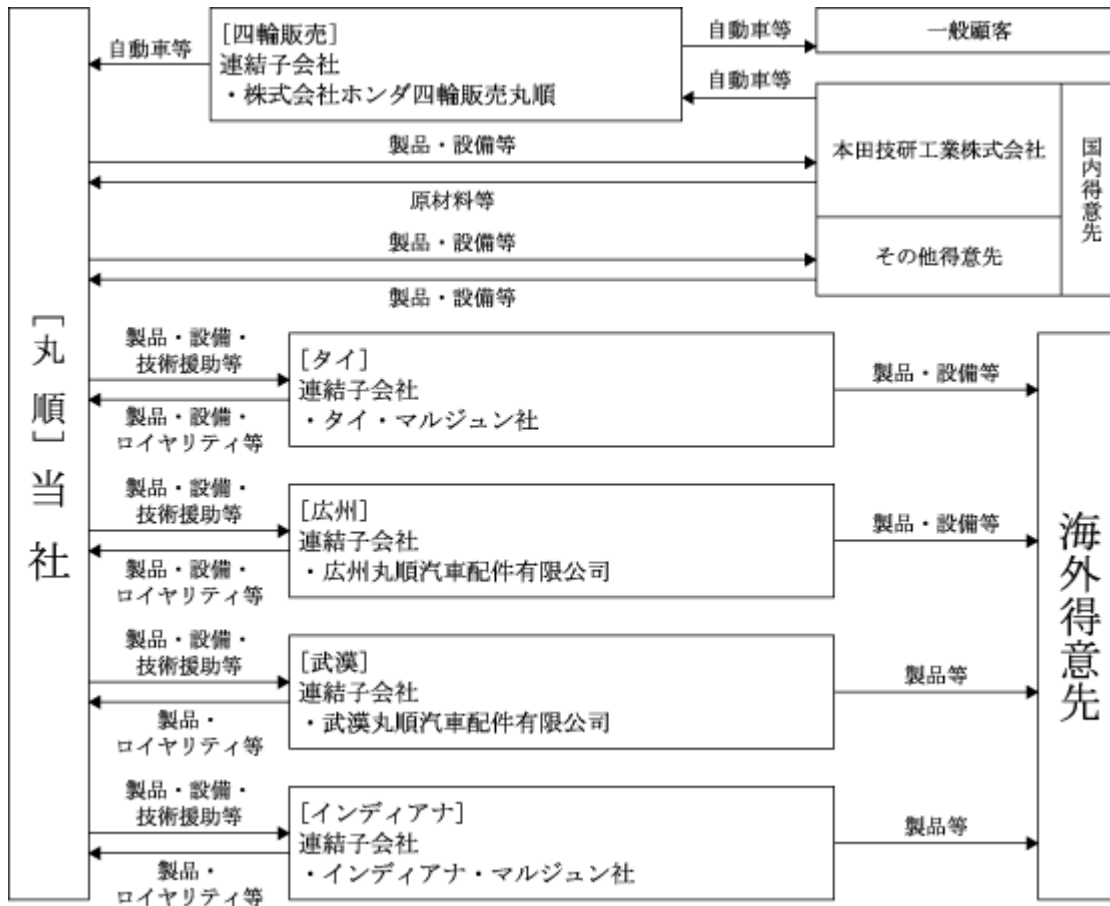 [四輪販売]
連結子会社
・株式会社ホンダ四輪販売丸順
自動車等
自動車等
一般顧客
自動車等
本田技研工業株式会社
国内得意先
製品・設備等
原材料等
その他得意先
製品・設備等
製品・設備等
[丸順]当社
製品・設備・
技術援助等
製品・設備・
ロイヤリティ等
[タイ]
連結子会社
・タイ・マルジュン社
製品・設備等
海外得意先
製品・設備・
技術援助等
製品・設備・
ロイヤリティ等
[広州]
連結子会社
・広州丸順汽車配件有限公司
製品・設備等
製品・設備・
技術援助等
製品・
ロイヤリティ等
[武漢]
連結子会社
・武漢丸順汽車配件有限公司
製品等
製品・設備・
技術援助等
製品・
ロイヤリティ等
[インディアナ]
連結子会社
・インディアナ・マルジュン社
製品等